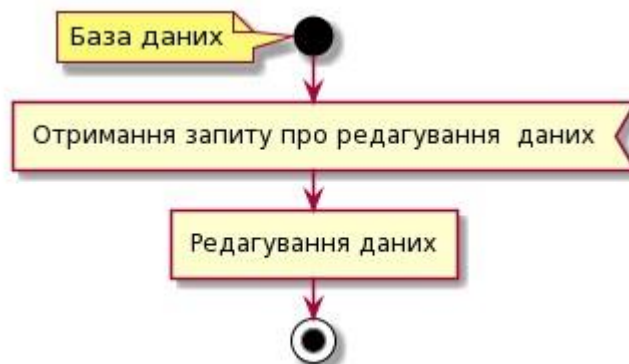 База даних
Отримання запиту про редагування  даних
Редагування даних